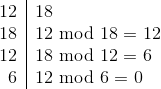 12 | 18
18 | 12 mod 18 = 12
12 | 18 mod 12 = 6
6 | 12 mod 6 = 0